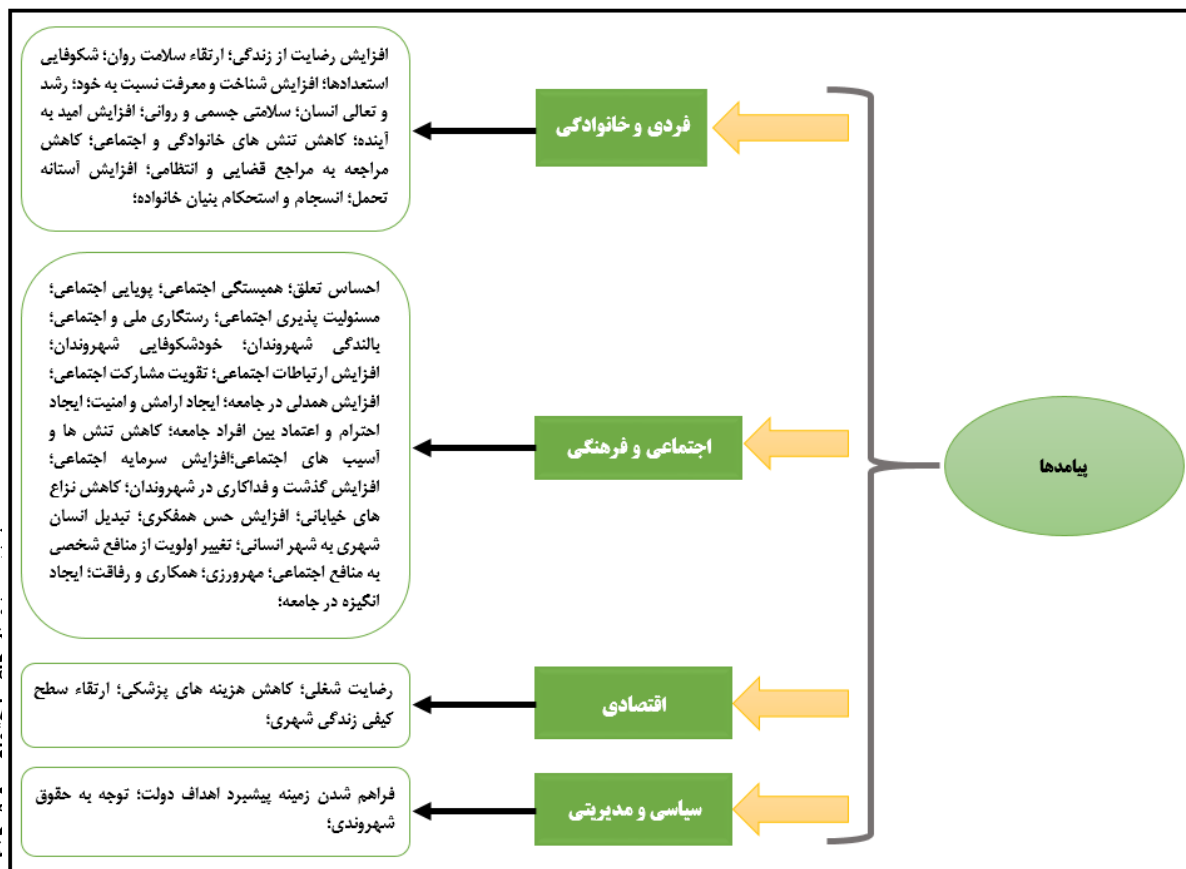 پیامدها
فردی و خانوادگی
افزایش رضایت از زندگی؛ ارتقاء سلامت روان؛ شکوفایی
استعدادها؛ افزایش شناخت و معرفت نسبت به خود؛ رشد
و تعالی انسان؛ سلامتی جسمی و روانی؛ افزایش امید به
آینده؛ کاهش تنش های خانوادگی و اجتماعی؛ کاهش
مراجعه به مراجع قضایی و انتظامی؛ افزایش آستانه
تحمل؛ انسجام و استحکام بنیان خانواده؛
اجتماعی و فرهنگی
احساس تعلق؛ همبستگی اجتماعی؛ پویایی اجتماعی؛
مسئولیت پذیری اجتماعی؛ رستگاری ملی و اجتماعی؛
بالندگی شهروندان؛ خودشکوفایی شهروندان؛
افزایش ارتباطات اجتماعی؛ تقویت مشارکت اجتماعی؛
افزایش همدلی در جامعه؛ ایجاد ارامش و امنیت؛ ایجاد
احترام و اعتماد بین افراد جامعه؛ کاهش تنش ها و
آسیب های اجتماعی؛افزایش سرمایه اجتماعی؛
افزایش گذشت و فداکاری در شهروندان؛ کاهش نزاع
های خیابانی؛ افزایش حس همفکری؛ تبدیل انسان
شهری به شهر انسانی؛ تغییر اولویت از منافع شخصی
به منافع اجتماعی؛ مهرورزی؛ همکاری و رفاقت؛ ایجاد
انگیزه در جامعه؛
اقتصادی
رضایت شغلی؛ کاهش هزینه های پزشکی؛ ارتقاء سطح
کیفی زندگی شهری؛
سیاسی و مدیریتی
فراهم شدن زمینه پیشبرد اهداف دولت؛ توجه به حقوق
شهروندی؛